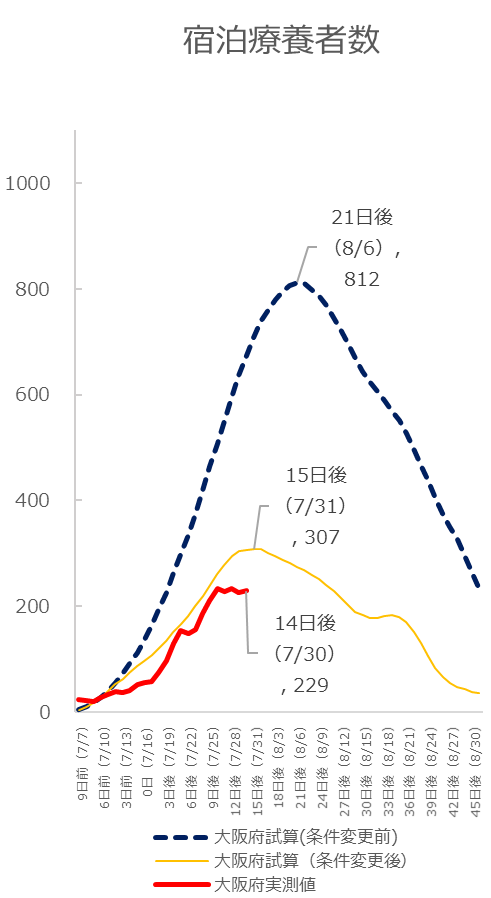 宿泊療養者数
1000
800
600
400
200
0
21日後
（8/6）,
812
15日後
（7/31）
, 307
14日後
（7/30）
, 229
9日前（7/7）
6日前（7/10）
3日前（7/13）
0日（7/16）
3日後（7/19）
6日後（7/22）
9日後（7/25）
12日後（7/28）
15日後（7/31）
18日後（8/3）
21日後（8/6）
24日後（8/9）
27日後（8/12）
30日後（8/15）
33日後（8/18）
36日後（8/21）
39日後（8/24）
42日後（8/27）
45日後（8/30）
大阪府試算(条件変更前)
大阪府試算（条件変更後）
大阪府実測値